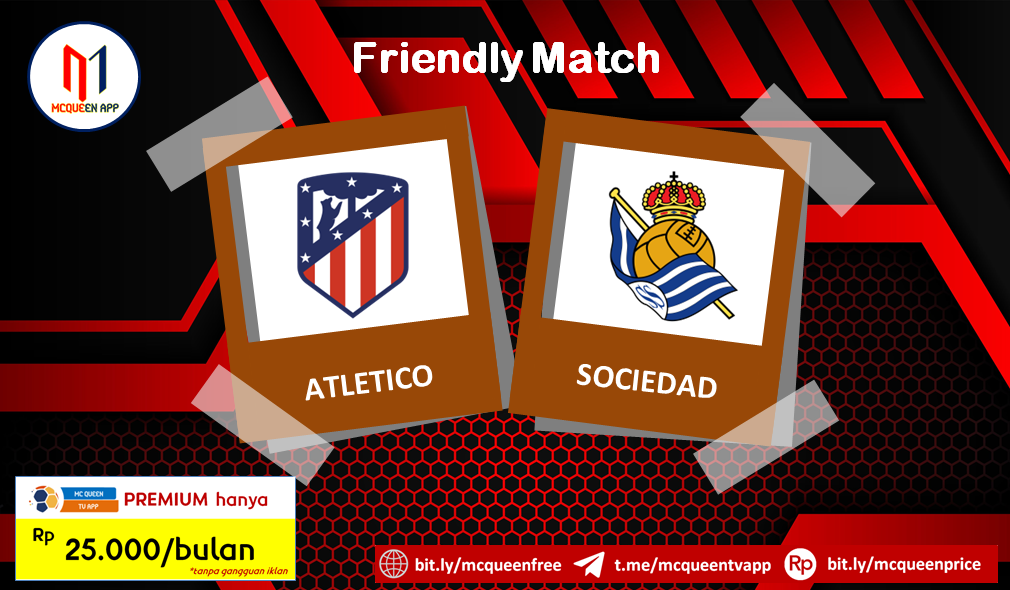 Friendly Match
MCQUEEN APP
ATLETICO
SOCIEDAD
MC QUEEN
TV APP
PREMIUM hanya
Rp 25.000/bulan
*tanpa gangguan iklan
bit.ly/mcqueenfree
t.me/mcqueentvapp
Rp
bit.ly/mcqueenprice